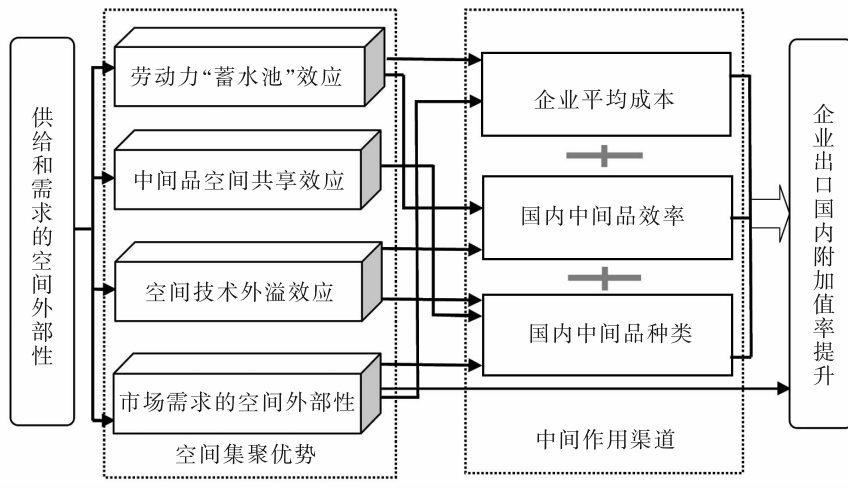 供给和需求的空间外部性
劳动力“蓄水池”效应
中间品空间共享效应
空间技术外溢效应
市场需求的空间外部性
空间集聚优势
企业平均成本
国内中间品效率
国内中间品种类
中间作用渠道
企业出口国内附加值率提升